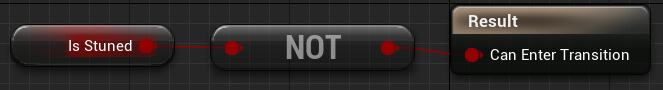 Is Stuned
NOT
Result
Can Enter Transition